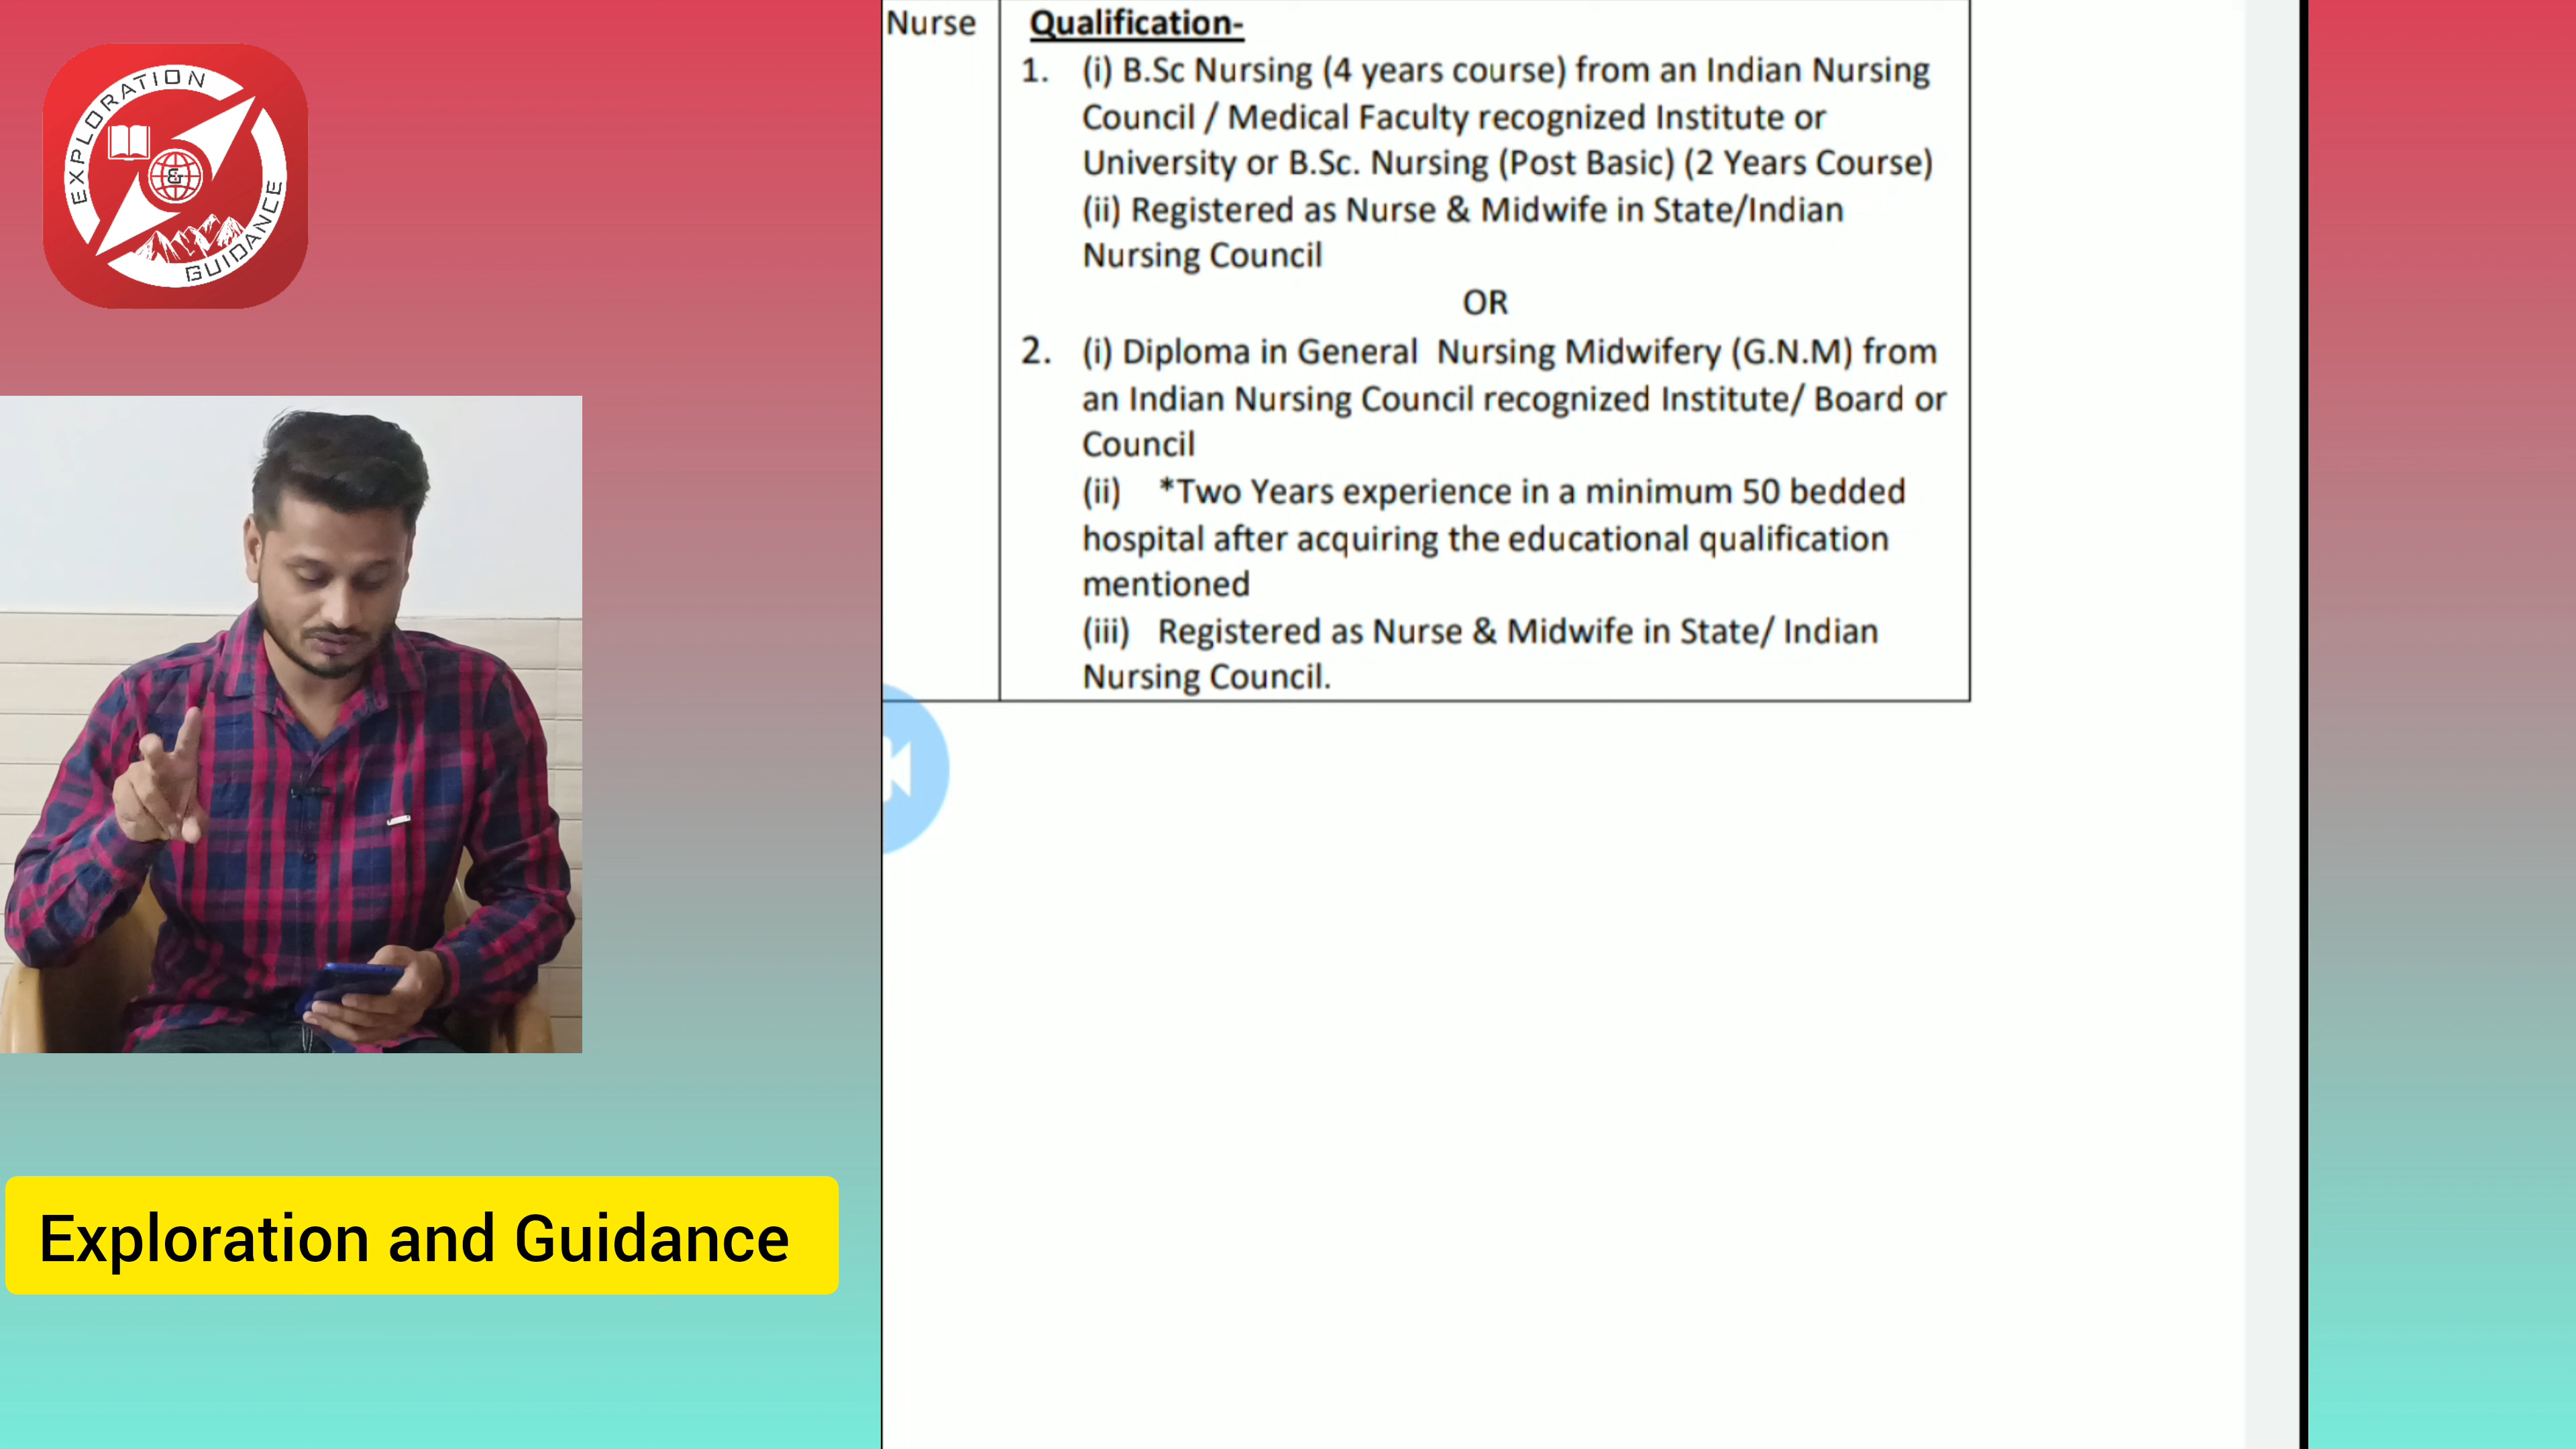 EXPLORATION
&
GUIDANCE
Nurse
Qualification-
1. (i) B.Sc Nursing (4 years course) from an Indian Nursing
Council / Medical Faculty recognized Institute or
University or B.Sc. Nursing (Post Basic) (2 Years Course)
(ii) Registered as Nurse & Midwife in State/Indian
Nursing Council
OR
2. (i) Diploma in General Nursing Midwifery (G.N.M) from
an Indian Nursing Council recognized Institute/ Board or
Council
(ii) *Two Years experience in a minimum 50 bedded
hospital after acquiring the educational qualification
mentioned
(iii) Registered as Nurse & Midwife in State/ Indian
Nursing Council.
Exploration and Guidance